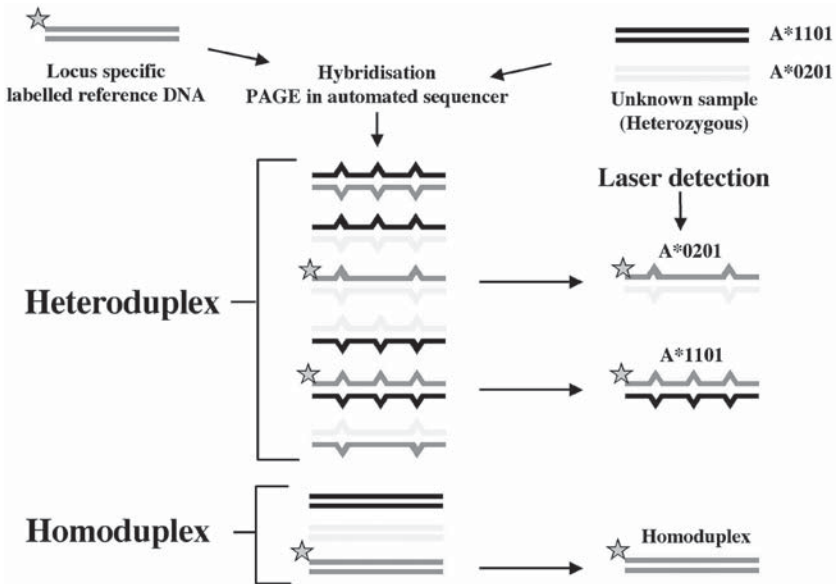 Locus specific
labelled reference DNA
Hybridisation
PAGE in automated sequencer
A*1101
A*0201
Unknown sample
(Heterozygous)
Heteroduplex
Laser detection
A*0201
A*1101
Homoduplex
Homoduplex